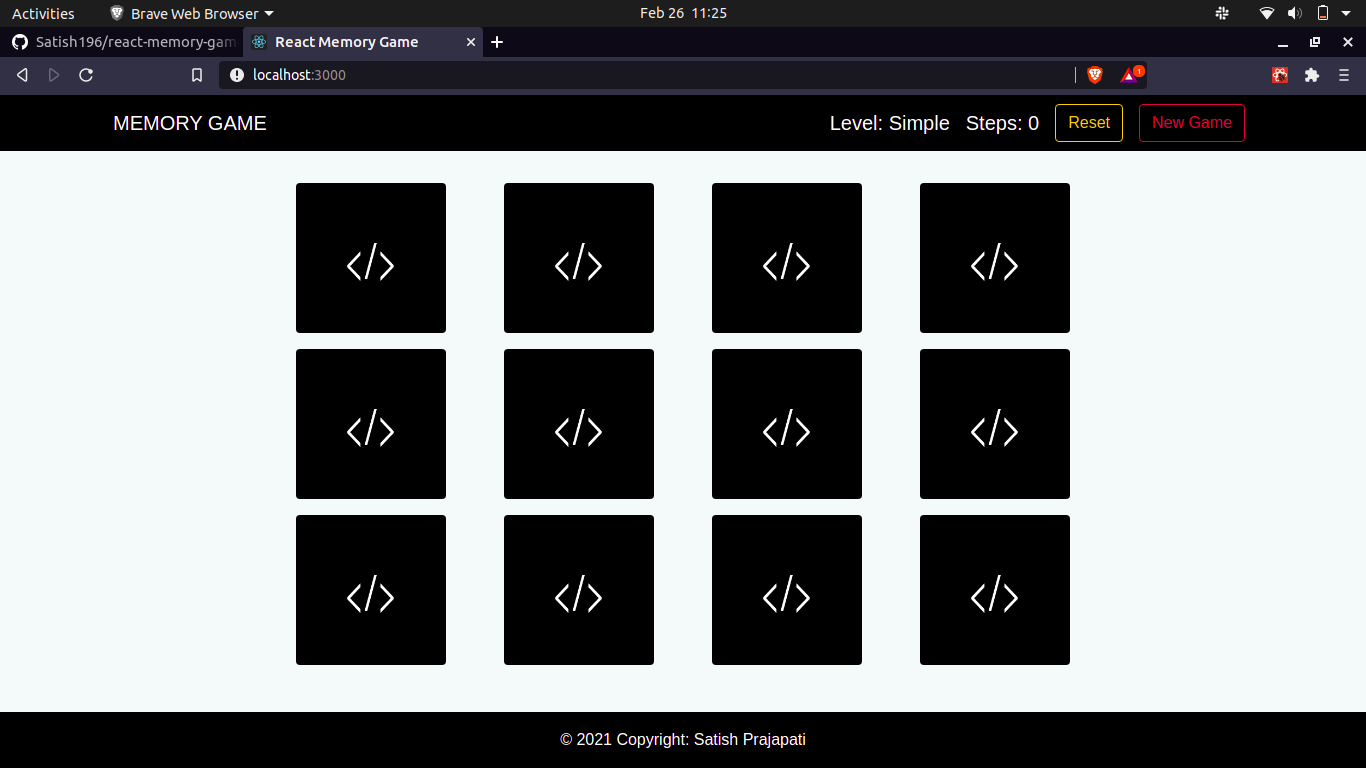 Activities Brave Web Browser Feb 26 11:25
Satish196/react-memory-gam React Memory Game
localhost:3000 1
MEMORY GAME Level: Simple Steps: 0 Reset New Game
</> </> </> </>
</> </> </> </>
</> </> </> </>
© 2021 Copyright: Satish Prajapati